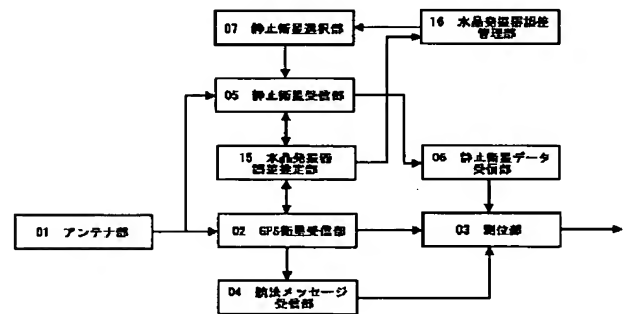 07 静止衛星選択部
16 水晶発振器誤差
管理部
05 静止衛星受信部
15 水晶発振器
誤差推定部
06 静止衛星データ
受信部
01 アンテナ部
02 GPS衛星受信部
03 測位部
04 航法メッセージ
受信部